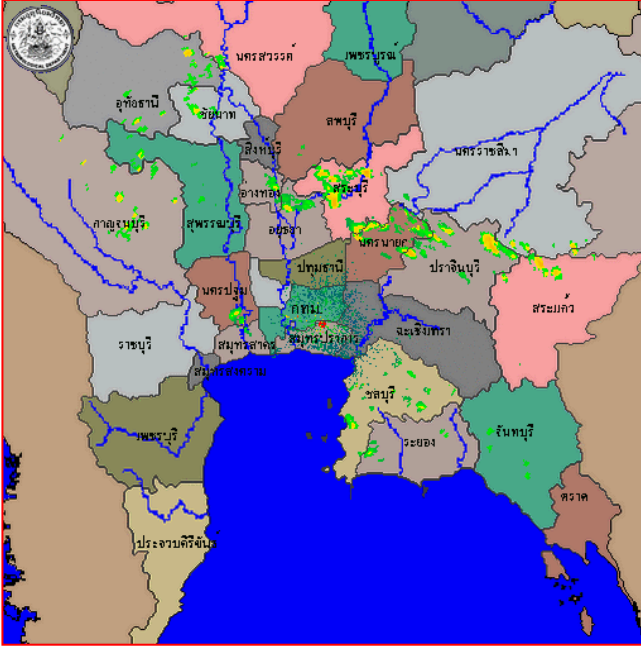 นครสวรรค์
เพชรบูรณ์
อุทัยธานี
ชัยนาท
ลพบุรี
สิงห์บุรี
นครราชสีมา
อ่างทอง
สระบุรี
กาญจนบุรี
สุพรรณบุรี
อยุธยา
นครนายก
ปทุมธานี
ปราจีนบุรี
นครปฐม
กทม.
สระแก้ว
ราชบุรี
สมุทรสาคร
สมุทรปราการ
ฉะเชิงเทรา
สมุทรสงคราม
ชลบุรี
เพชรบุรี
ระยอง
จันทบุรี
ตราด
ประจวบคีรีขันธ์